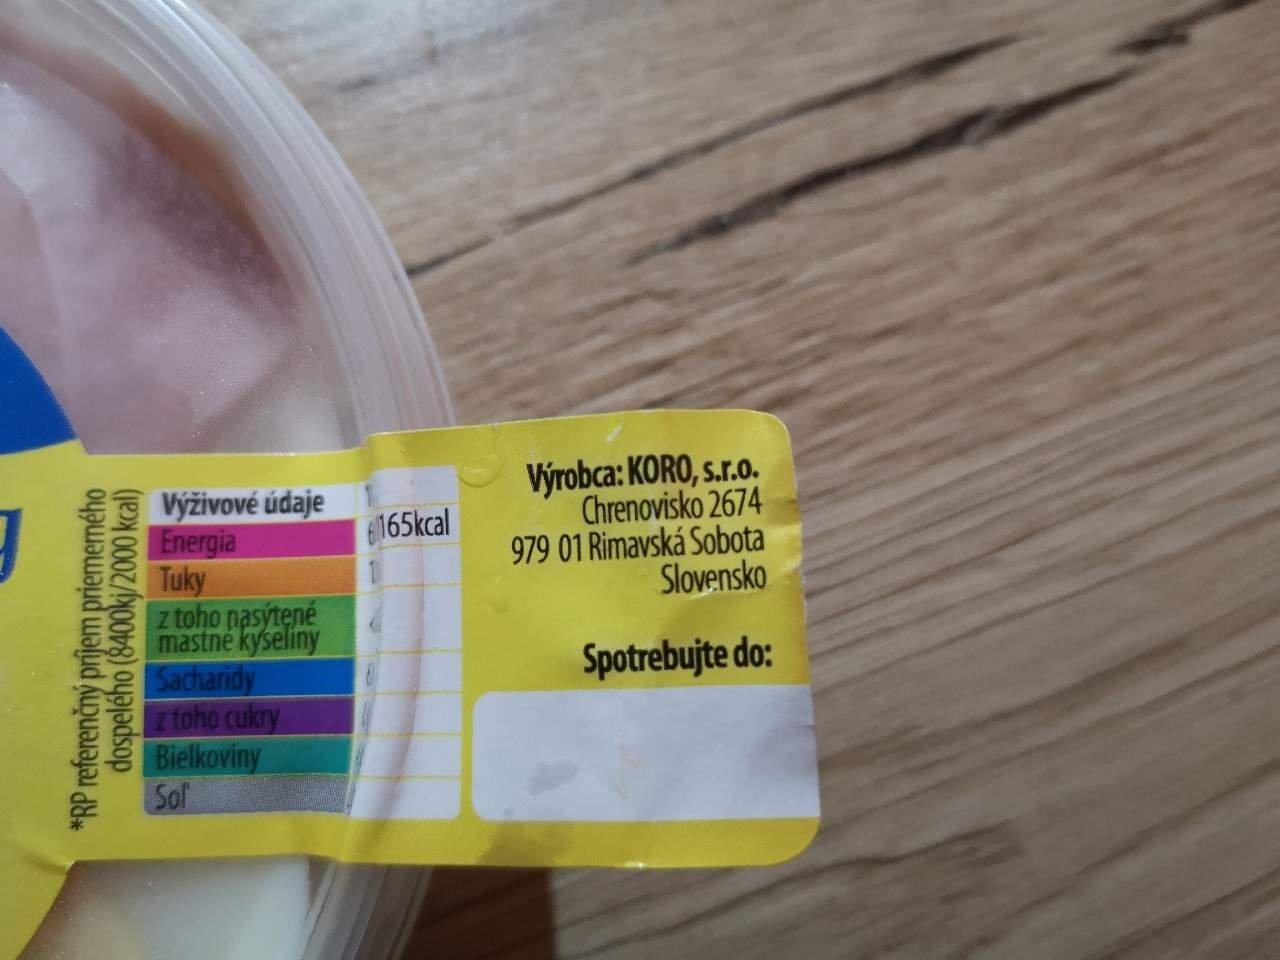 *RP referenčný príjem priemerného
dospelého (8400kj/2000 kcal)
Výživové údaje
Energia
165kcal
Tuky
z toho nasýtené
mastné kyseliny
Sacharidy
z toho cukry
Bielkoviny
Soľ
Výrobca: KORO, s.r.o.
Chrenovisko 2674
979 01 Rimavská Sobota
Slovensko
Spotrebujte do: